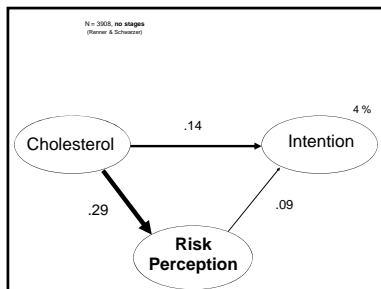 N = 3908, no stages
(Renner & Schwarzer)
4 %
.14
Cholesterol
Intention
.29
.09
Risk
Perception